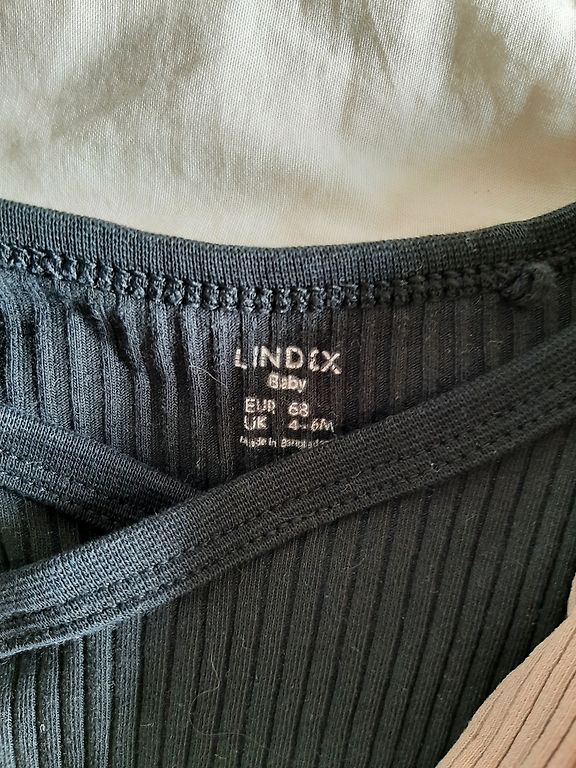 LINDEX
Baby
EUR 68
UK 4-6M
Made in